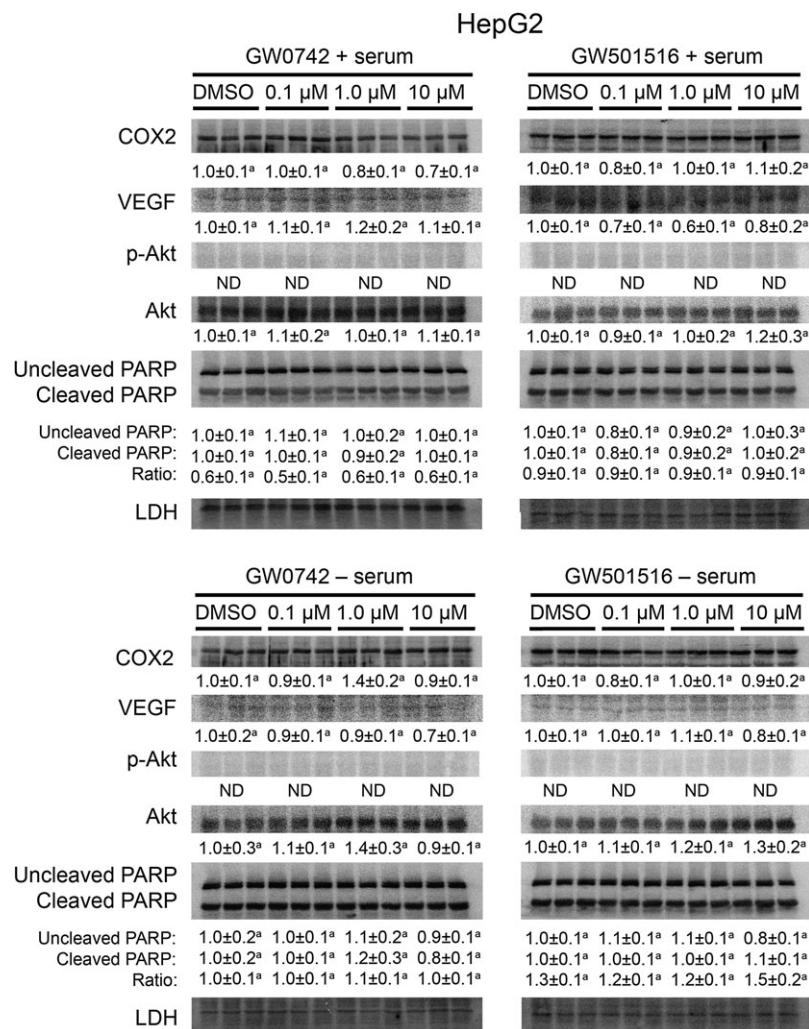 HepG2
GW0742 + serum GW501516 + serum
DMSO 0.1 µM 1.0 µM 10 µM DMSO 0.1 µM 1.0 µM 10 µM
COX2
1.0±0.1ᵃ 1.0±0.1ᵃ 0.8±0.1ᵃ 0.7±0.1ᵃ 1.0±0.1ᵃ 0.8±0.1ᵃ 1.0±0.1ᵃ 1.1±0.2ᵃ
VEGF
1.0±0.1ᵃ 1.1±0.1ᵃ 1.2±0.2ᵃ 1.1±0.1ᵃ 1.0±0.1ᵃ 0.7±0.1ᵃ 0.6±0.1ᵃ 0.8±0.2ᵃ
p-Akt
ND ND ND ND ND ND ND ND
Akt
1.0±0.1ᵃ 1.1±0.2ᵃ 1.0±0.1ᵃ 1.1±0.1ᵃ 1.0±0.1ᵃ 0.9±0.1ᵃ 1.0±0.2ᵃ 1.2±0.3ᵃ
Uncleaved PARP
Cleaved PARP
Uncleaved PARP: 1.0±0.1ᵃ 1.1±0.1ᵃ 1.0±0.2ᵃ 1.0±0.1ᵃ 1.0±0.1ᵃ 0.8±0.1ᵃ 0.9±0.2ᵃ 1.0±0.3ᵃ
Cleaved PARP: 1.0±0.1ᵃ 1.0±0.1ᵃ 0.9±0.2ᵃ 1.0±0.1ᵃ 1.0±0.1ᵃ 0.8±0.1ᵃ 0.9±0.2ᵃ 1.0±0.2ᵃ
Ratio: 0.6±0.1ᵃ 0.5±0.1ᵃ 0.6±0.1ᵃ 0.6±0.1ᵃ 0.9±0.1ᵃ 0.9±0.1ᵃ 0.9±0.1ᵃ 0.9±0.1ᵃ
LDH
GW0742 – serum GW501516 – serum
DMSO 0.1 µM 1.0 µM 10 µM DMSO 0.1 µM 1.0 µM 10 µM
COX2
1.0±0.1ᵃ 0.9±0.1ᵃ 1.4±0.2ᵃ 0.9±0.1ᵃ 1.0±0.1ᵃ 0.8±0.1ᵃ 1.0±0.1ᵃ 0.9±0.2ᵃ
VEGF
1.0±0.2ᵃ 0.9±0.1ᵃ 0.9±0.1ᵃ 0.7±0.1ᵃ 1.0±0.1ᵃ 1.0±0.1ᵃ 1.1±0.1ᵃ 0.8±0.1ᵃ
p-Akt
ND ND ND ND ND ND ND ND
Akt
1.0±0.3ᵃ 1.1±0.1ᵃ 1.4±0.3ᵃ 0.9±0.1ᵃ 1.0±0.1ᵃ 1.1±0.1ᵃ 1.2±0.1ᵃ 1.3±0.2ᵃ
Uncleaved PARP
Cleaved PARP
Uncleaved PARP: 1.0±0.2ᵃ 1.0±0.1ᵃ 1.1±0.2ᵃ 0.9±0.1ᵃ 1.0±0.1ᵃ 1.1±0.1ᵃ 1.1±0.1ᵃ 0.8±0.1ᵃ
Cleaved PARP: 1.0±0.2ᵃ 1.0±0.1ᵃ 1.2±0.3ᵃ 0.8±0.1ᵃ 1.0±0.1ᵃ 1.0±0.1ᵃ 1.0±0.1ᵃ 1.1±0.1ᵃ
Ratio: 1.0±0.1ᵃ 1.0±0.1ᵃ 1.1±0.1ᵃ 1.0±0.1ᵃ 1.3±0.1ᵃ 1.2±0.1ᵃ 1.2±0.1ᵃ 1.5±0.2ᵃ
LDH